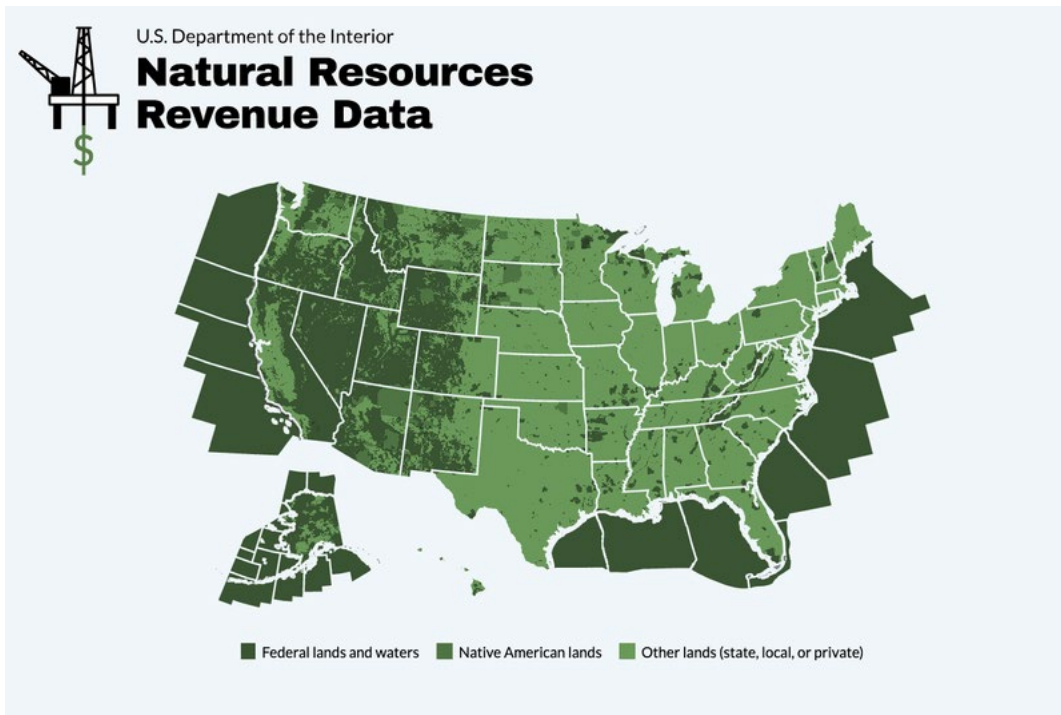 U.S. Department of the Interior
Natural Resources
Revenue Data
$
Federal lands and waters
Native American lands
Other lands (state, local, or private)